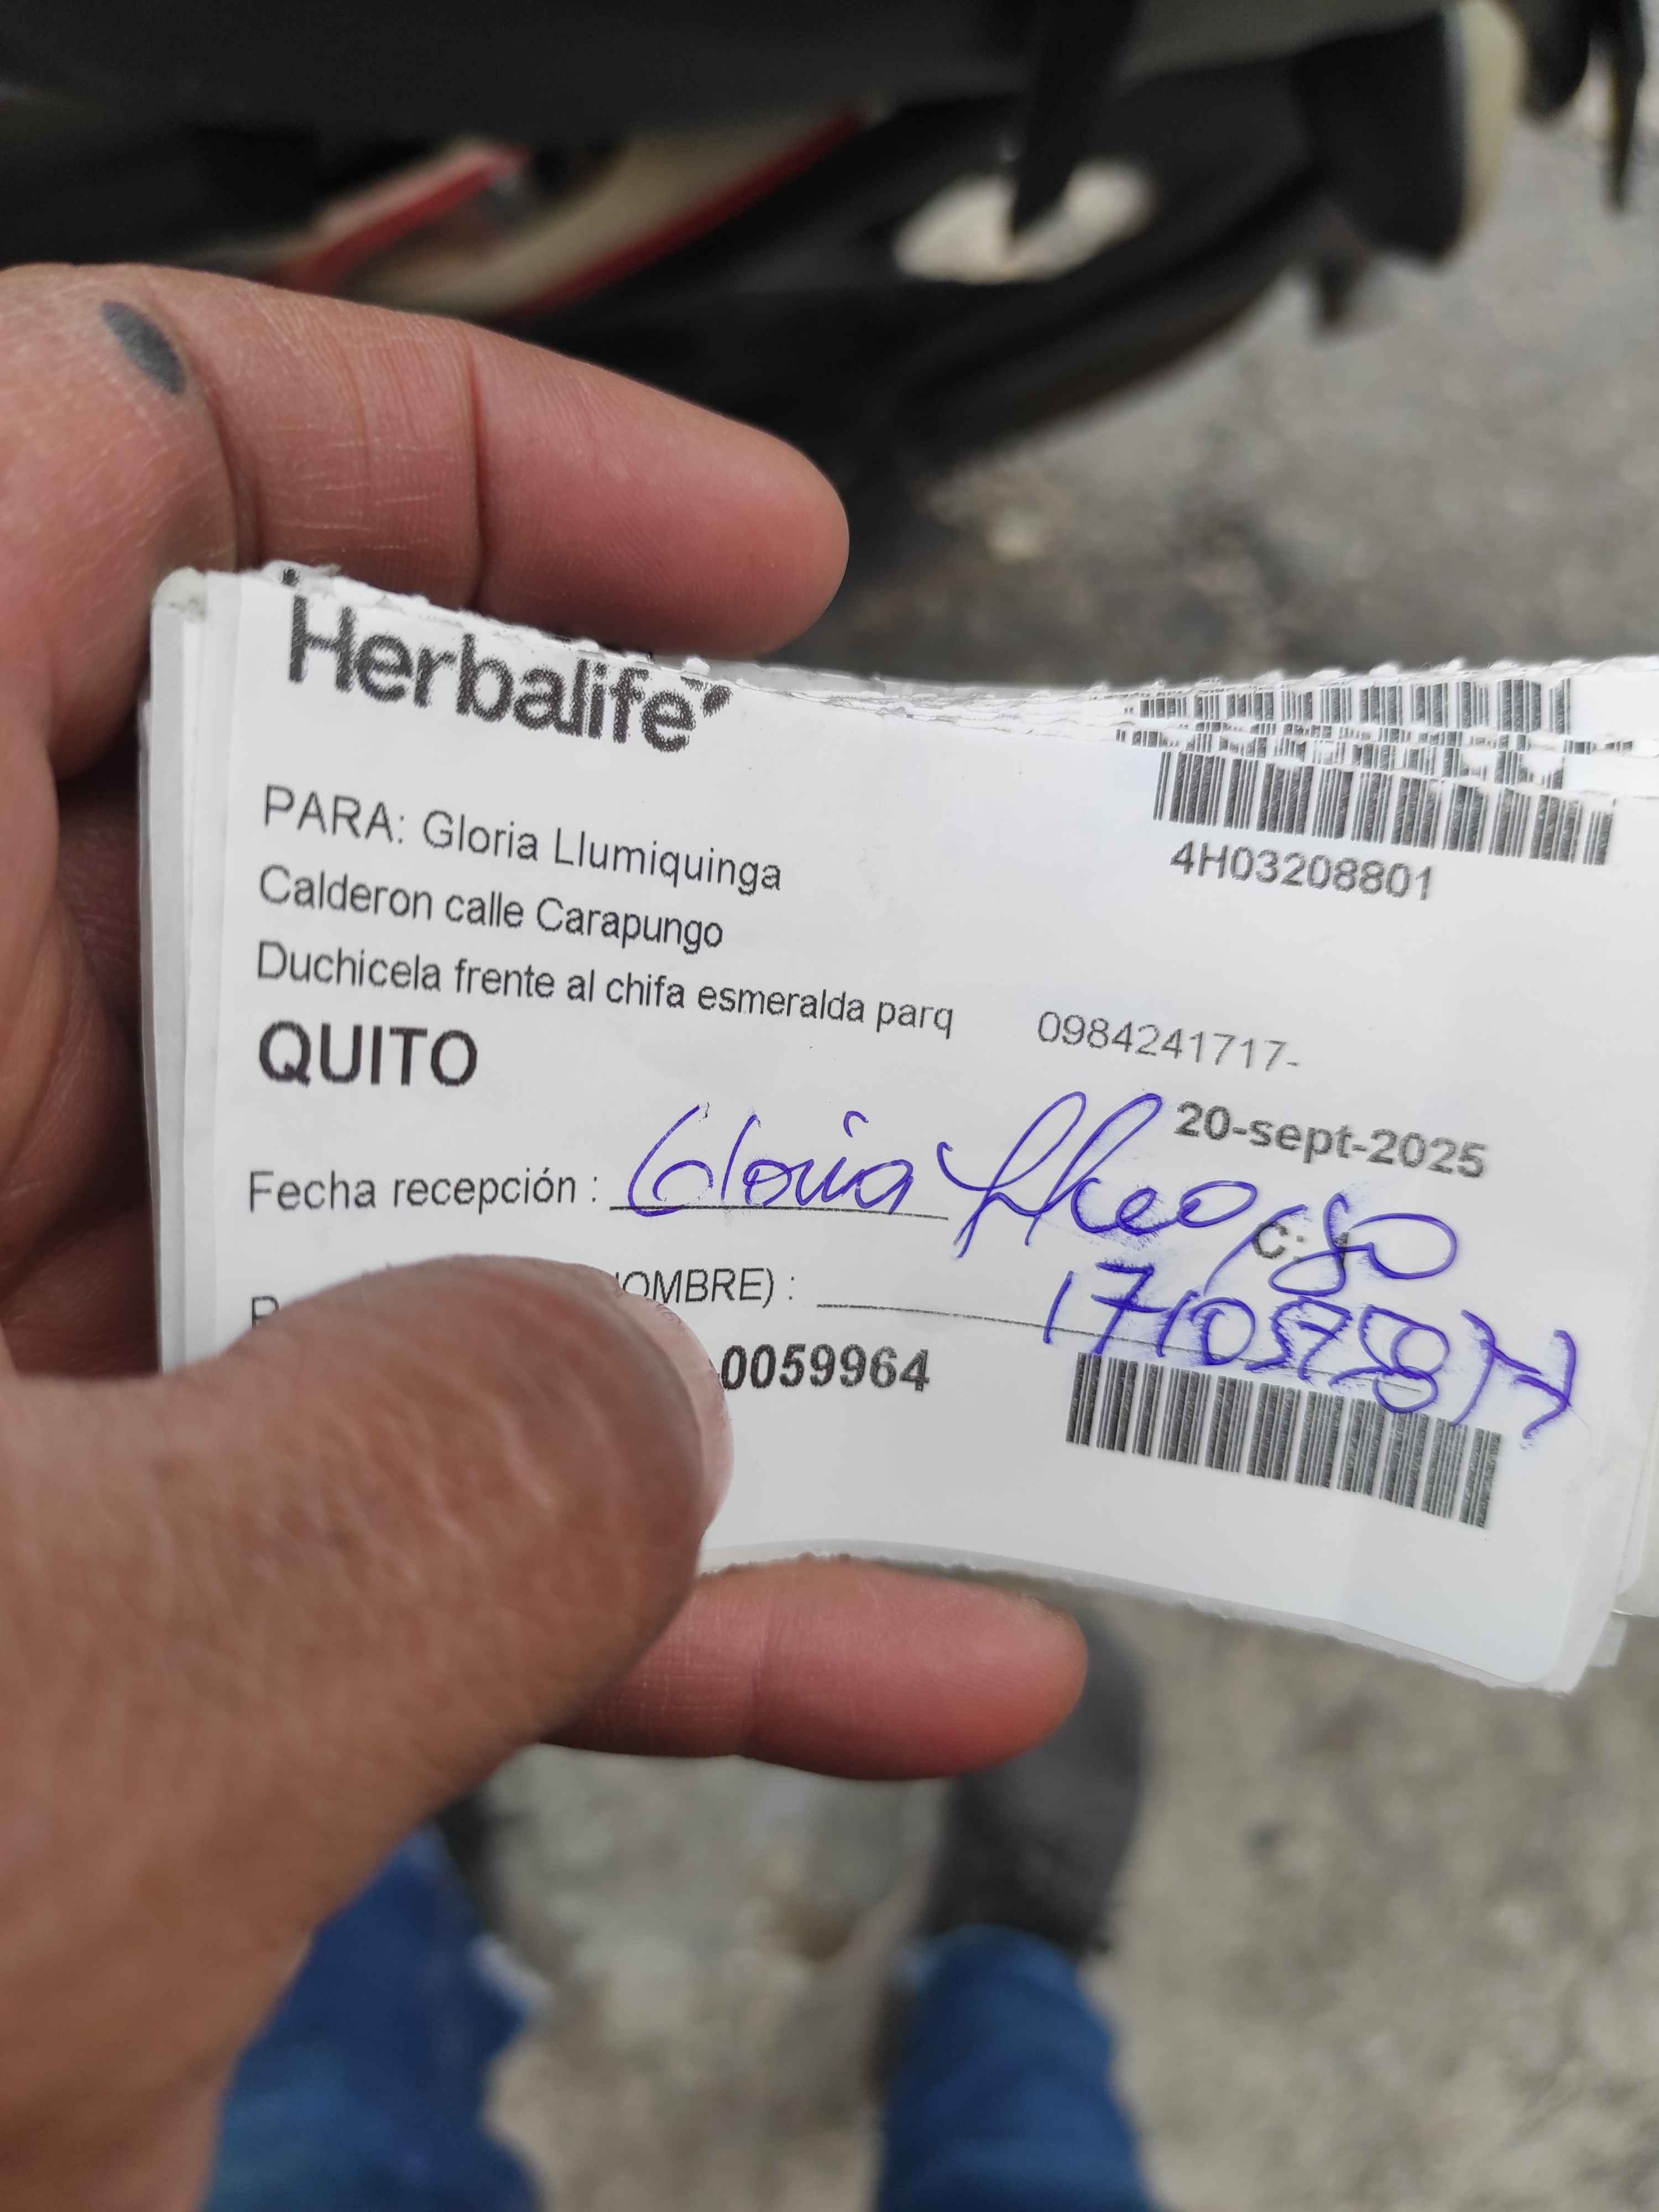 Herbalife
4H03208801
PARA: Gloria Llumiquinga
Calderon calle Carapungo
Duchicela frente al chifa esmeralda parq
0984241717-
QUITO
20-sept-2025
Fecha recepción : Gloria
C:
OMBRE) :
0059964